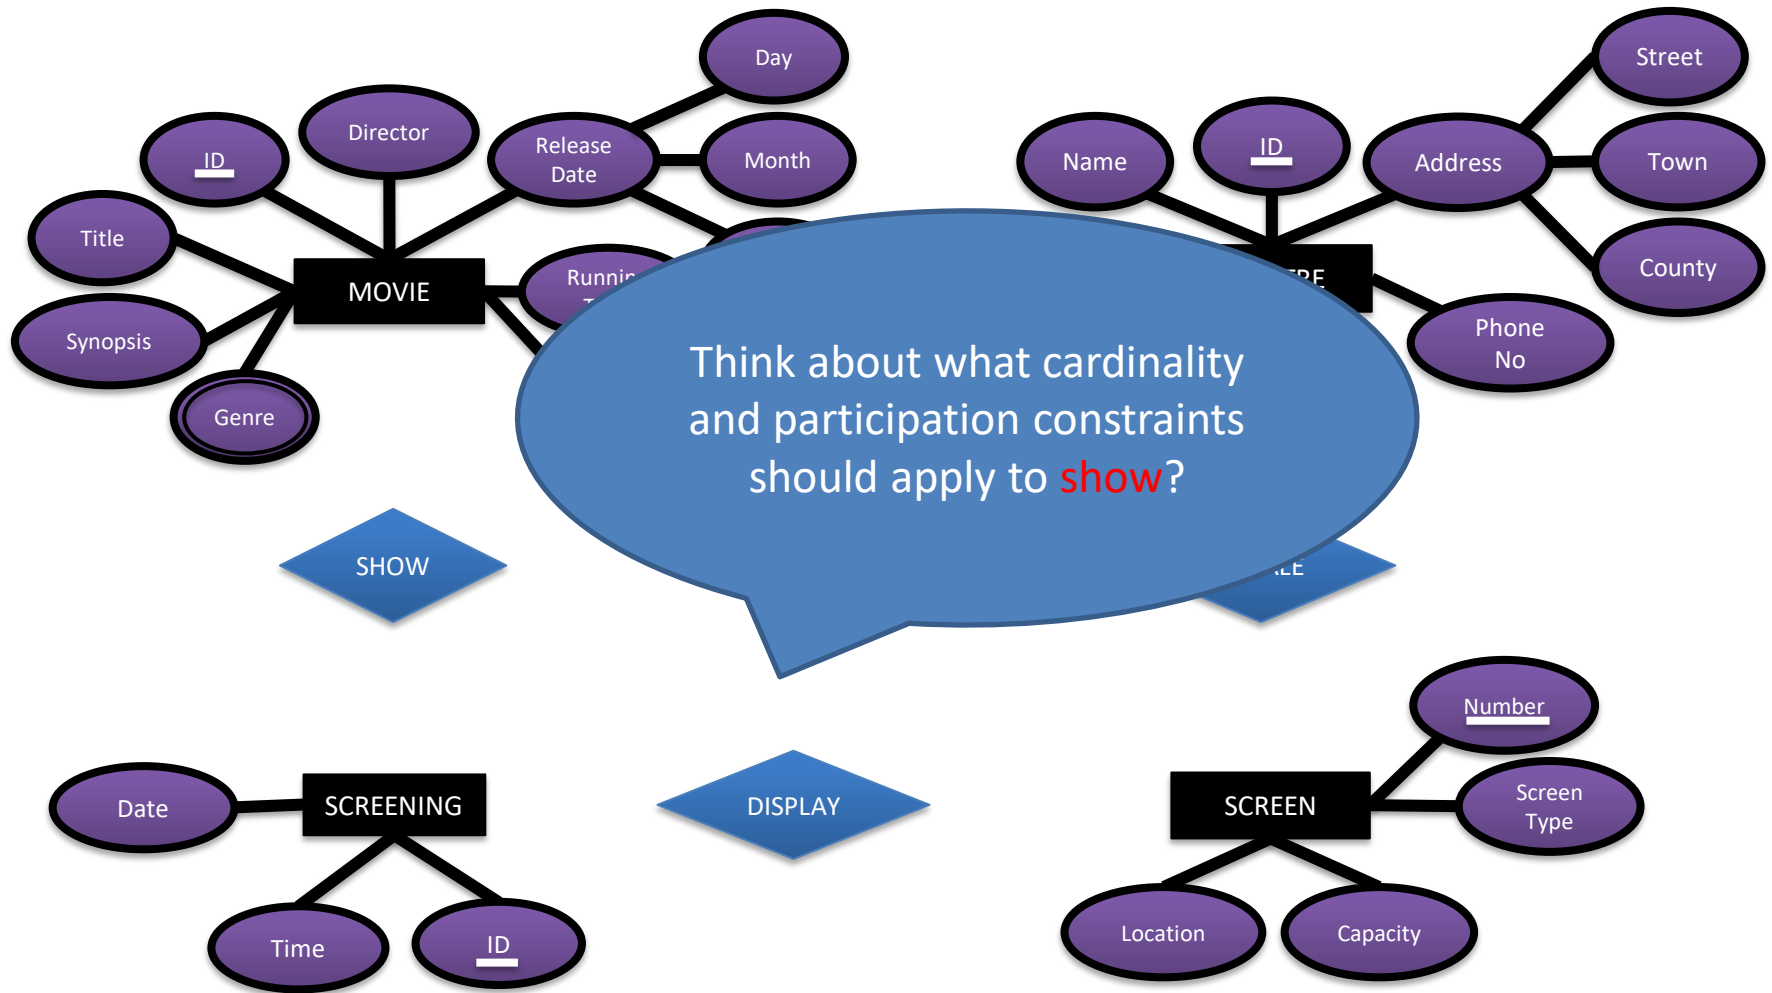 Day
Street
Director
Release
Date
Month
ID
Name
ID
Address
Town
Title
MOVIE
County
Synopsis
Phone
No
Genre
Think about what cardinality
and participation constraints
should apply to show?
SHOW
Number
Date
SCREENING
DISPLAY
SCREEN
Screen
Type
Time
ID
Location
Capacity